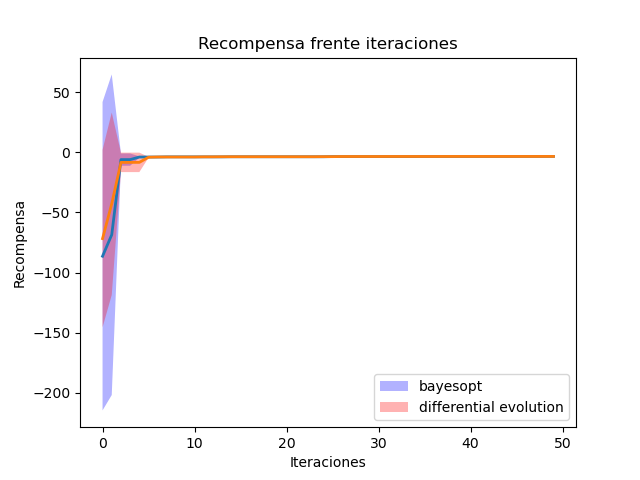 Recompensa frente iteraciones
50
0
−50
−100
−150
−200
Recompensa
0
10
20
30
40
50
Iteraciones
bayesopt
differential evolution